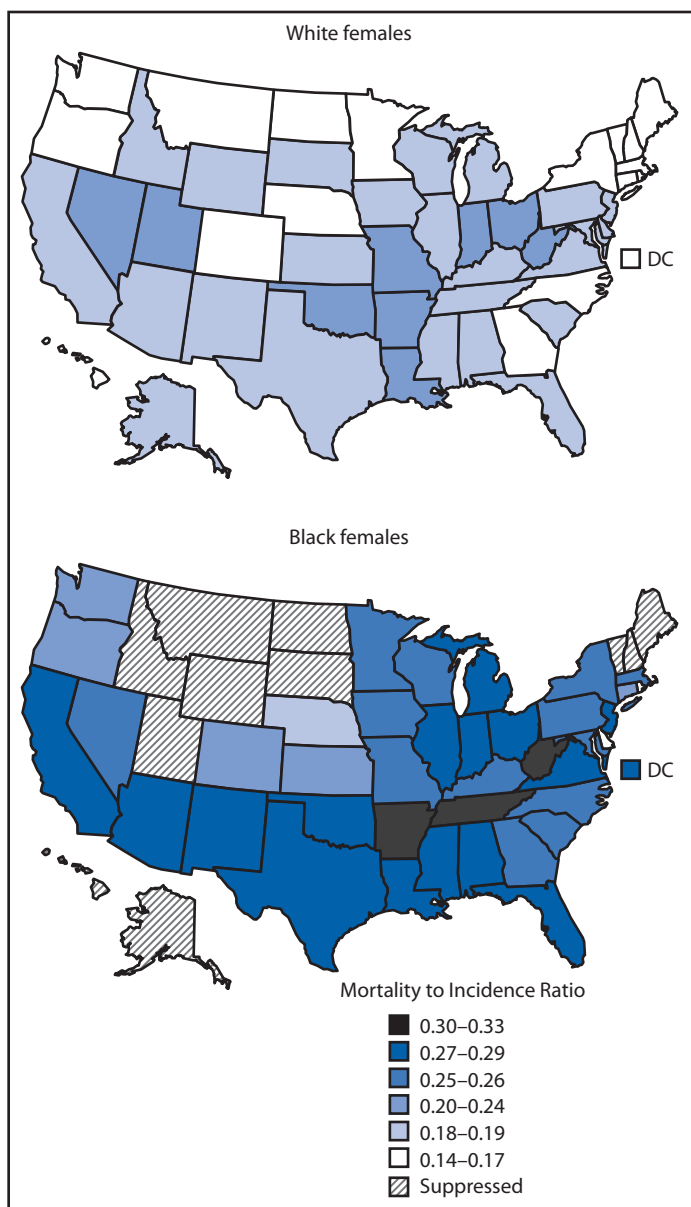 White females
DC
Black females
DC
Mortality to Incidence Ratio
0.30–0.33
0.27–0.29
0.25–0.26
0.20–0.24
0.18–0.19
0.14–0.17
Suppressed